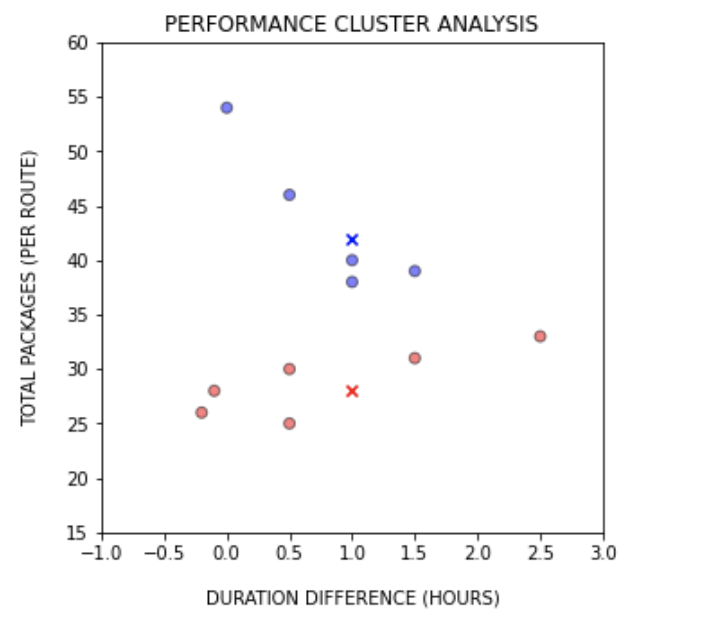 PERFORMANCE CLUSTER ANALYSIS
60
55
50
45
40
35
30
25
20
15
TOTAL PACKAGES (PER ROUTE)
−1.0 −0.5 0.0 0.5 1.0 1.5 2.0 2.5 3.0
DURATION DIFFERENCE (HOURS)